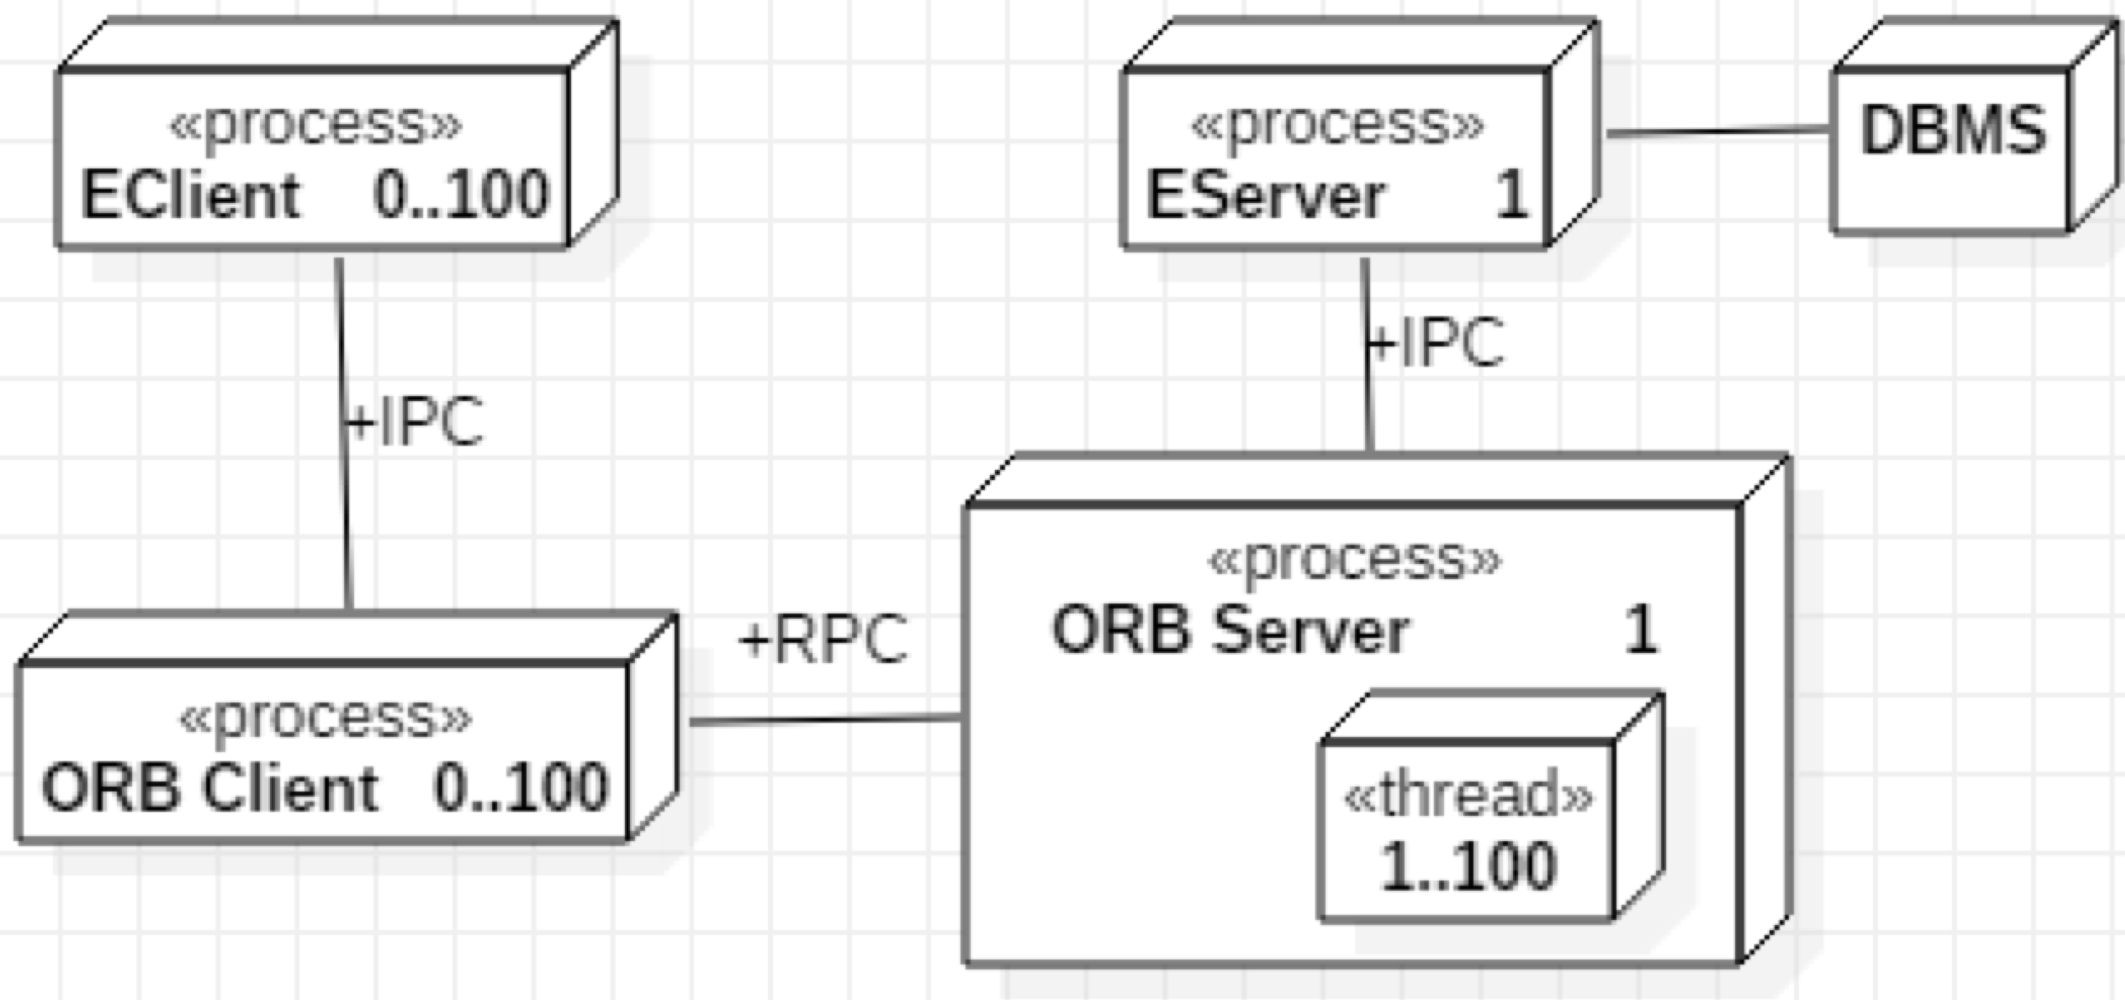 «process»
EClient 0..100
«process»
EServer 1
DBMS
+IPC
+IPC
«process»
ORB Client 0..100
+RPC
«process»
ORB Server 1
«thread»
1..100